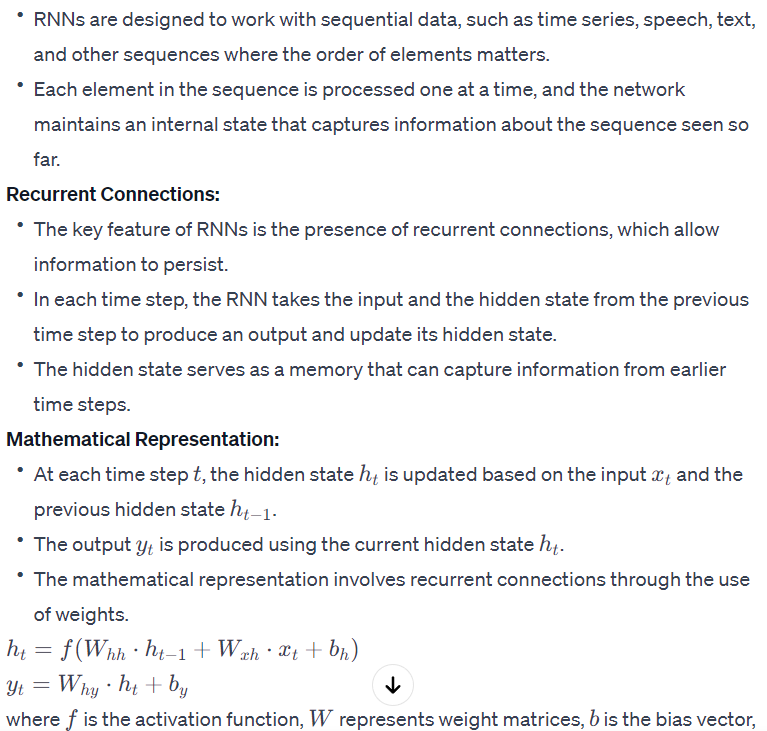 • RNNs are designed to work with sequential data, such as time series, speech, text,
and other sequences where the order of elements matters.
• Each element in the sequence is processed one at a time, and the network
maintains an internal state that captures information about the sequence seen so
far.
Recurrent Connections:
• The key feature of RNNs is the presence of recurrent connections, which allow
information to persist.
• In each time step, the RNN takes the input and the hidden state from the previous
time step to produce an output and update its hidden state.
• The hidden state serves as a memory that can capture information from earlier
time steps.
Mathematical Representation:
• At each time step t, the hidden state h_t is updated based on the input x_t and the
previous hidden state h_{t−1}.
• The output y_t is produced using the current hidden state h_t.
• The mathematical representation involves recurrent connections through the use
of weights.
h_t = f(W_{hh} · h_{t−1} + W_{xh} · x_t + b_h)
y_t = W_{hy} · h_t + b_y
where f is the activation function, W represents weight matrices, b is the bias vector,